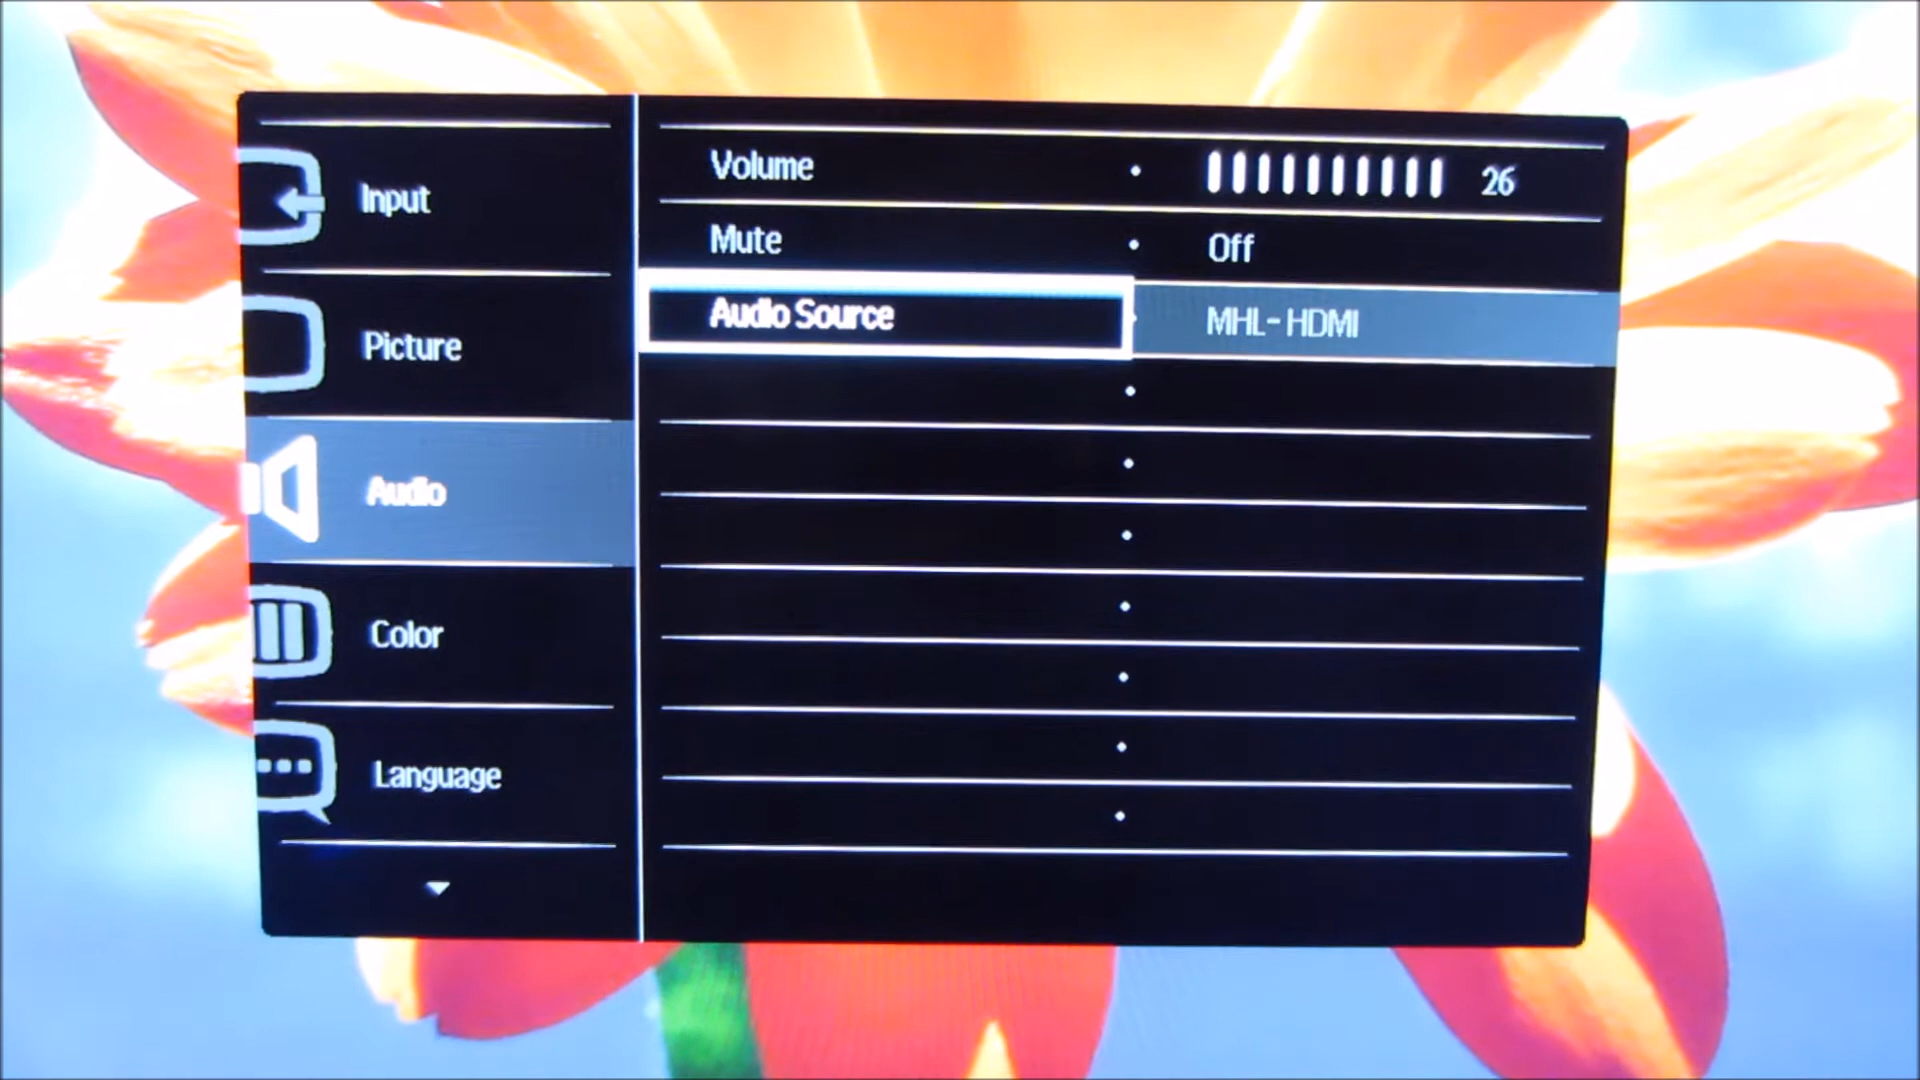 Input
Picture
Audio
Color
Language
Volume 26
Mute Off
Audio Source MHL-HDMI